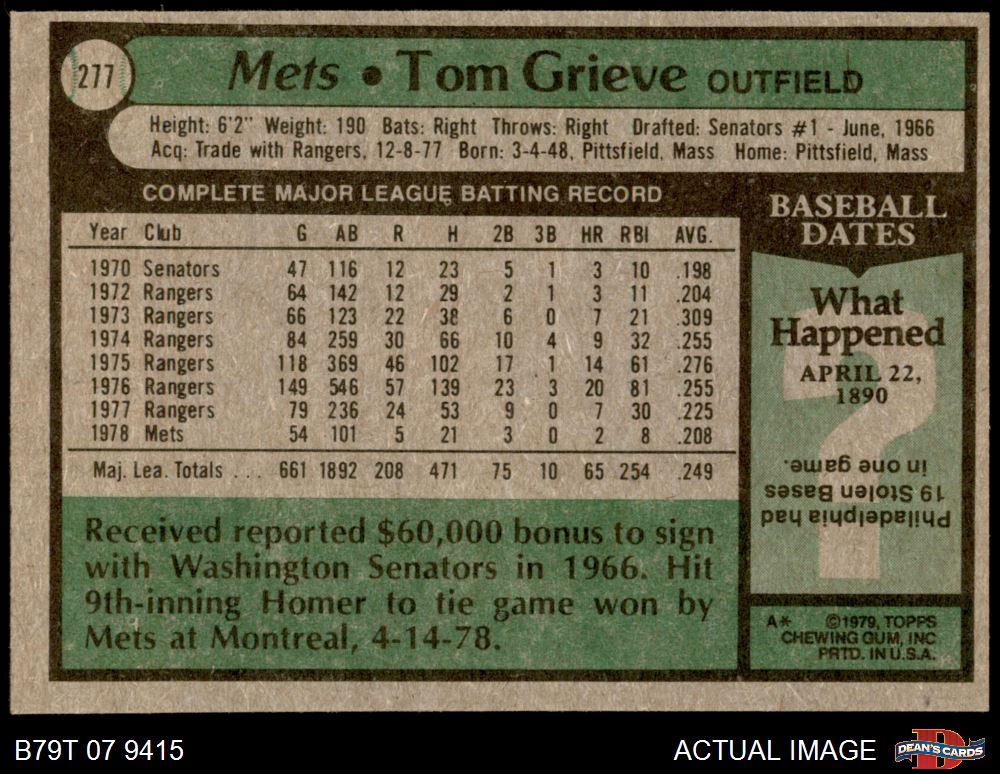 277
Mets • Tom Grieve OUTFIELD
Height: 6'2" Weight: 190 Bats: Right Throws: Right Drafted: Senators #1 - June, 1966
Acq: Trade with Rangers, 12-8-77 Born: 3-4-48, Pittsfield, Mass Home: Pittsfield, Mass
COMPLETE MAJOR LEAGUE BATTING RECORD
Year Club G AB R H 2B 3B HR RBI AVG.
1970 Senators 47 116 12 23 5 1 3 10 .198
1972 Rangers 64 142 12 29 2 1 3 11 .204
1973 Rangers 66 123 22 38 6 0 7 21 .309
1974 Rangers 84 259 30 66 10 4 9 32 .255
1975 Rangers 118 369 46 102 17 1 14 61 .276
1976 Rangers 149 546 57 139 23 3 20 81 .255
1977 Rangers 79 236 24 53 9 0 7 30 .225
1978 Mets 54 101 5 21 3 0 2 8 .208
Maj. Lea. Totals . . . 661 1892 208 471 75 10 65 254 .249
Received reported $60,000 bonus to sign
with Washington Senators in 1966. Hit
9th-inning Homer to tie game won by
Mets at Montreal, 4-14-78.
BASEBALL
DATES
What
Happened
APRIL 22,
1890
Philadelphia had
19 Stolen Bases
in one game.
A* ©1979, TOPPS
CHEWING GUM, INC
PRTD. IN U.S.A.
B79T 07 9415
ACTUAL IMAGE
DEAN'S CARDS